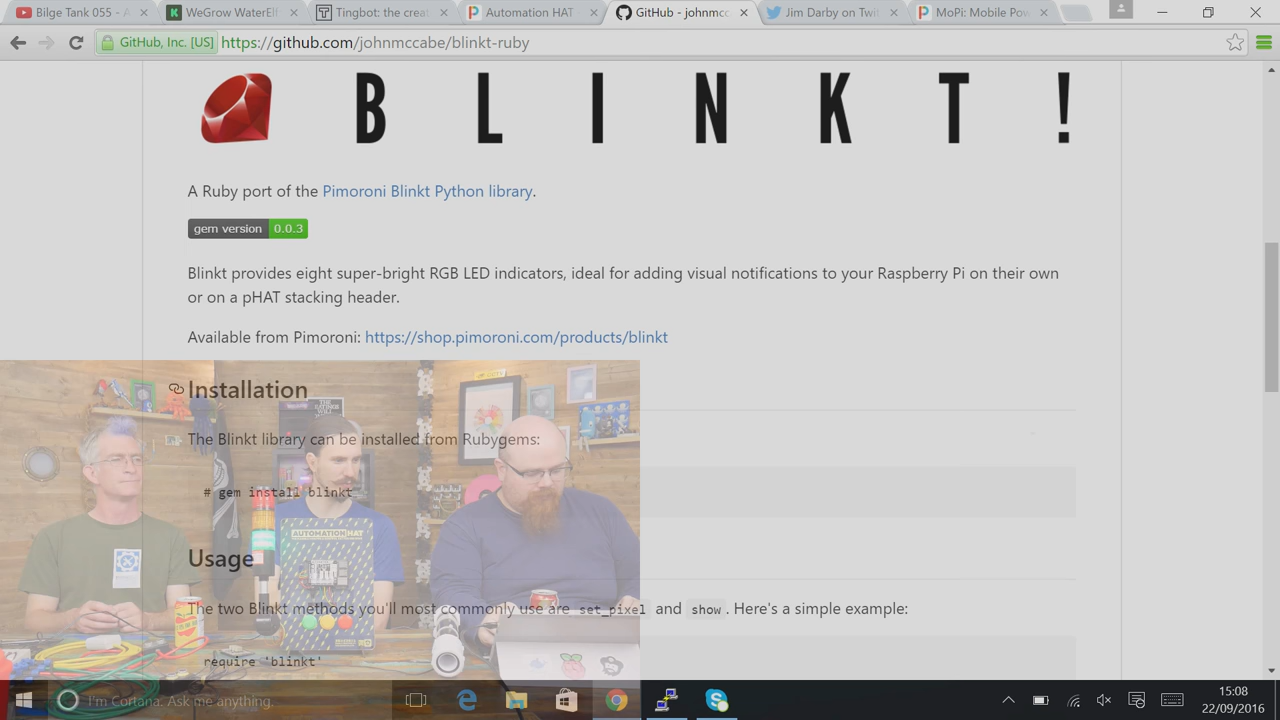 Bilge Tank 055 - A
WeGrow WaterEl
Tingbot: the creat
Automation HAT
GitHub - johnmcc
Jim Darby on Twit
MoPi: Mobile Pow
GitHub, Inc. [US]
https://github.com/johnmccabe/blinkt-ruby
B L I N K T !
A Ruby port of the Pimoroni Blinkt Python library.
gem version 0.0.3
Blinkt provides eight super-bright RGB LED indicators, ideal for adding visual notifications to your Raspberry Pi on their own
or on a pHAT stacking header.
Available from Pimoroni: https://shop.pimoroni.com/products/blinkt
Installation
The Blinkt library can be installed from Rubygems:
# gem install blinkt
AUTOMATION HAT
Usage
The two Blinkt methods you'll most commonly use are set_pixel and show. Here's a simple example:
require 'blinkt'
I'm Cortana. Ask me anything.
15:08
22/09/2016